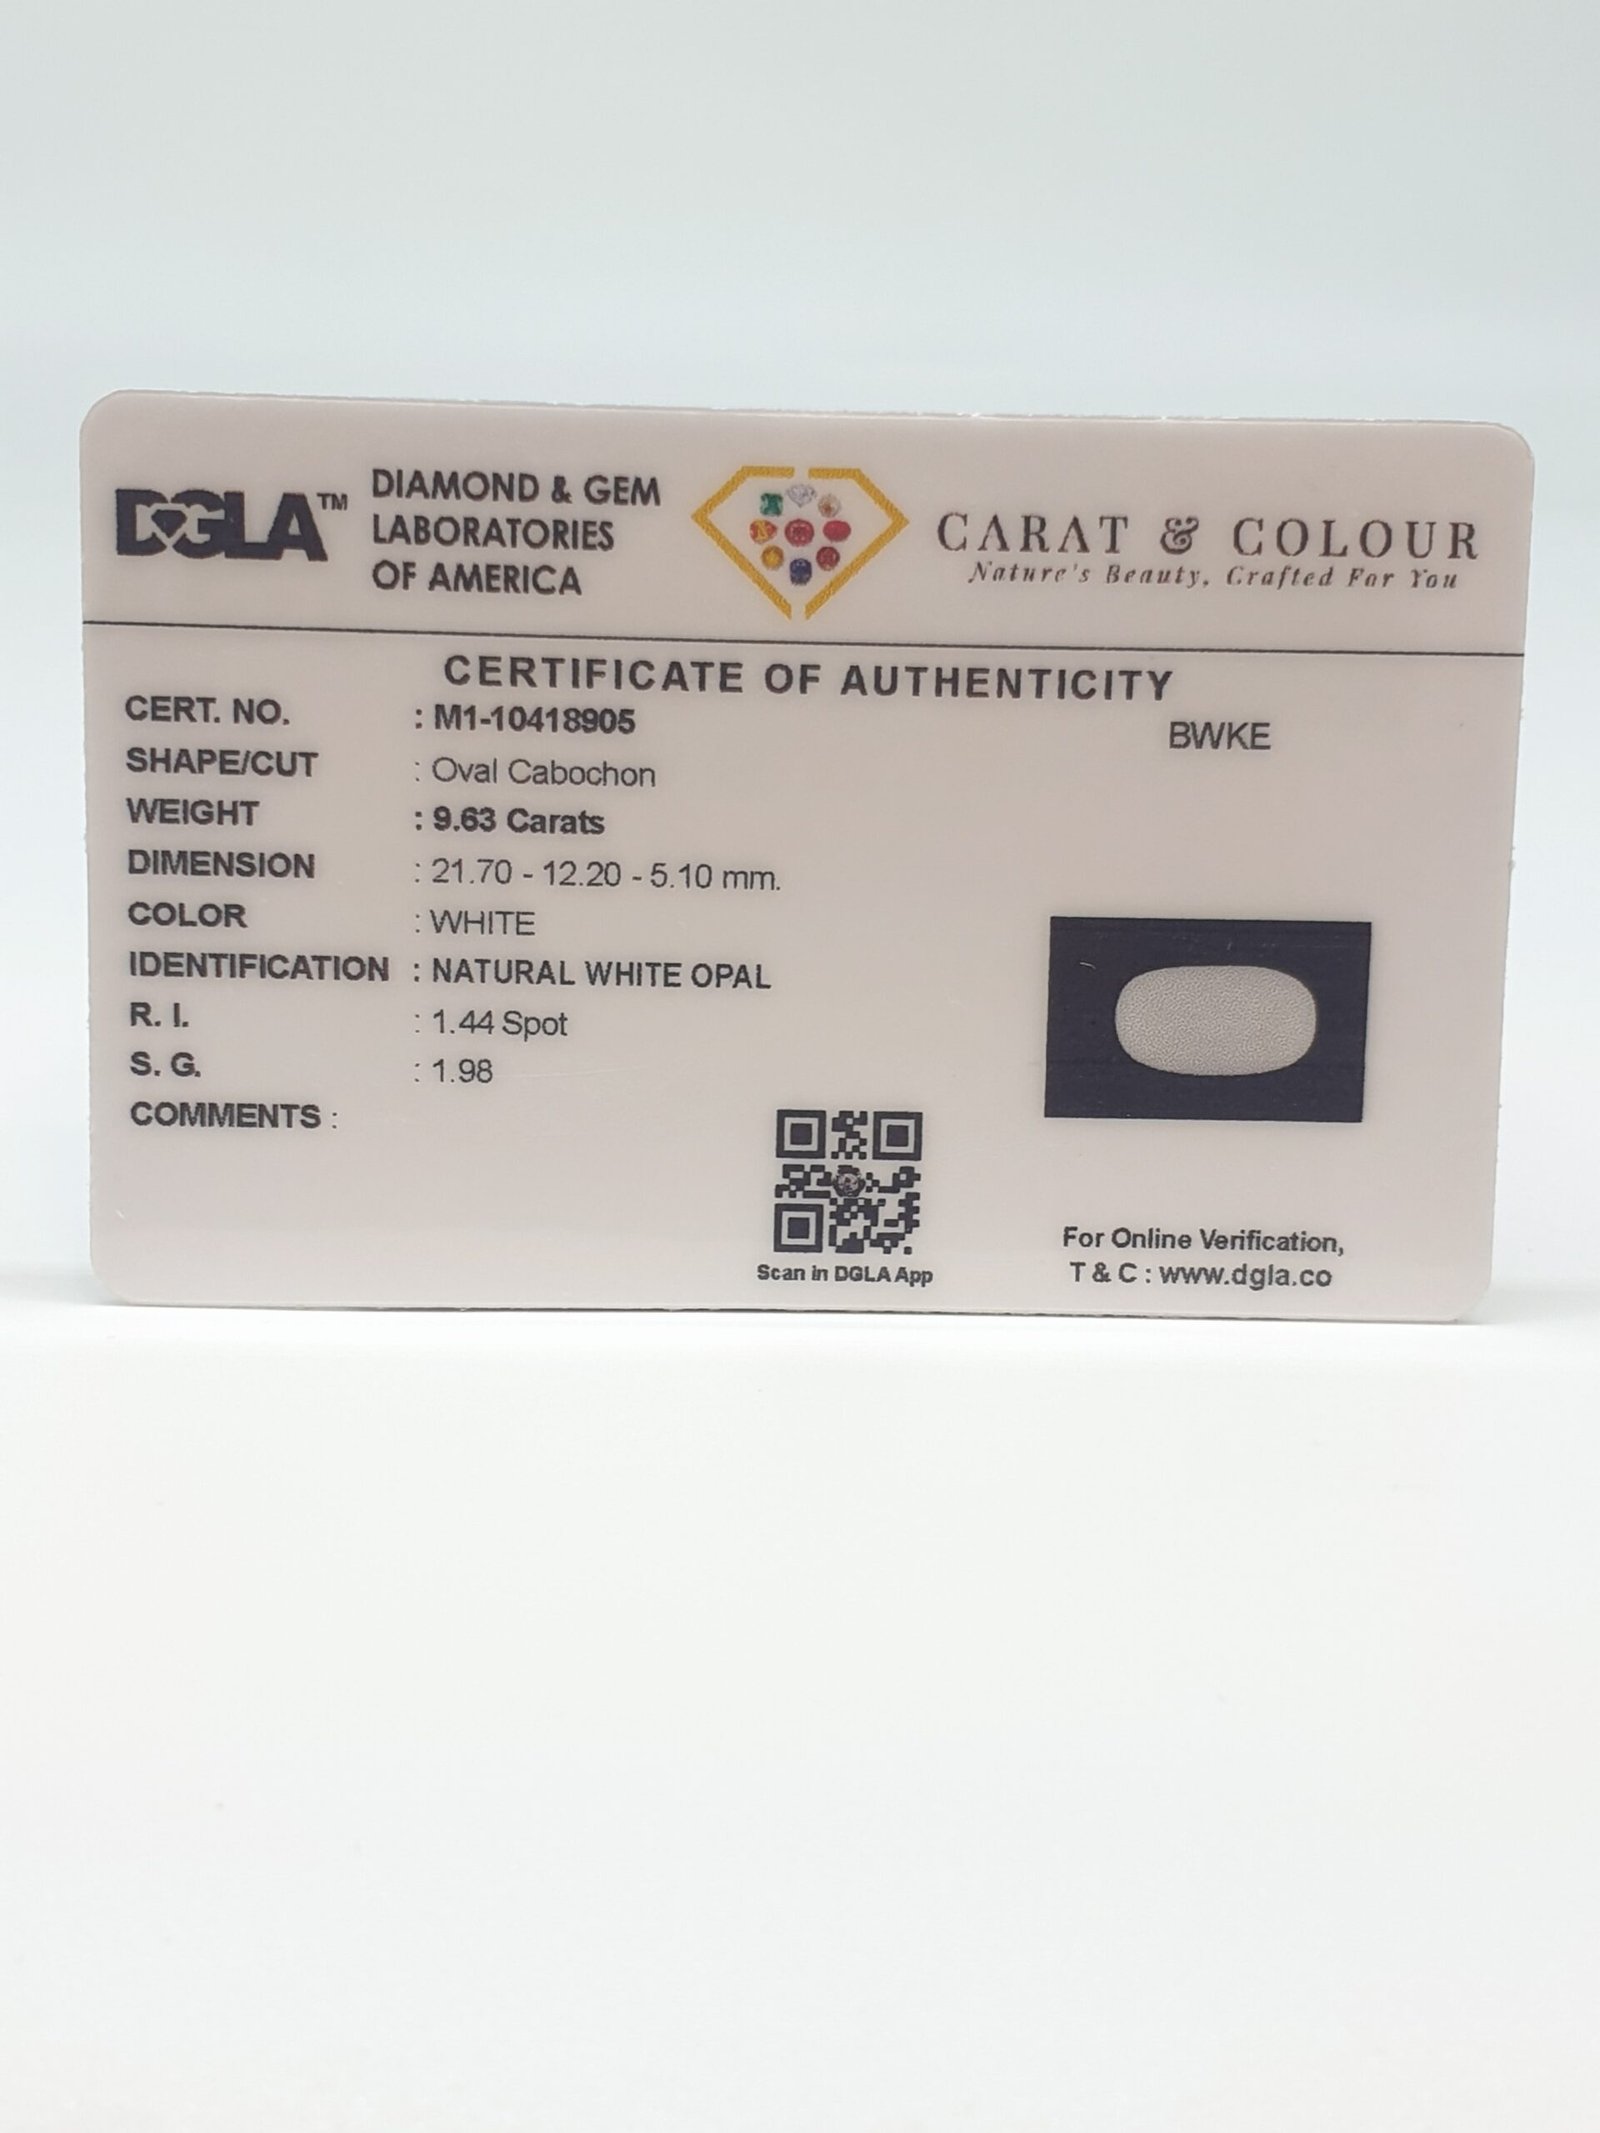 DGLA™
DIAMOND & GEM
LABORATORIES
OF AMERICA
CARAT & COLOUR
Nature's Beauty, Crafted For You
CERTIFICATE OF AUTHENTICITY
CERT. NO. : M1-10418905
BWKE
SHAPE/CUT : Oval Cabochon
WEIGHT : 9.63 Carats
DIMENSION : 21.70 - 12.20 - 5.10 mm.
COLOR : WHITE
IDENTIFICATION : NATURAL WHITE OPAL
R. I. : 1.44 Spot
S. G. : 1.98
COMMENTS :
Scan in DGLA App
For Online Verification,
T & C : www.dgla.co